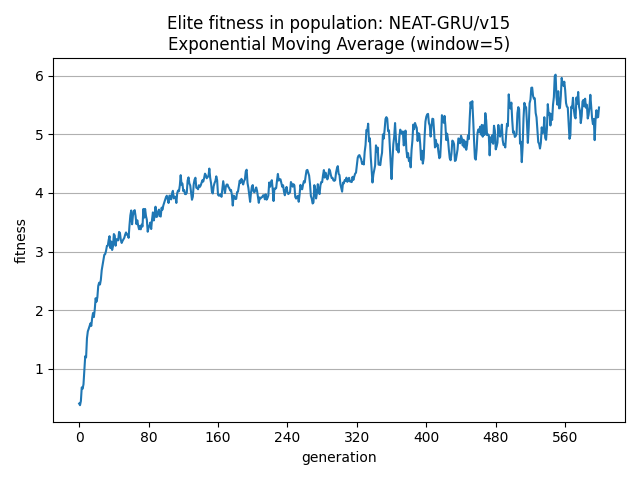 Elite fitness in population: NEAT-GRU/v15
Exponential Moving Average (window=5)
6
5
4
3
2
1
fitness
0 80 160 240 320 400 480 560
generation